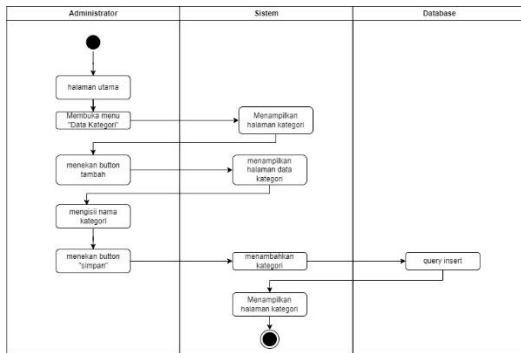 Administrator
Sistem
Database
halaman utama
Membuka menu
"Data Kategori"
Menampilkan
halaman kategori
menekan button
tambah
menampilkan
halaman data
kategori
mengisii nama
kategori
menekan button
"simpan"
menambahkan
kategori
query insert
Menampilkan
halaman kategori